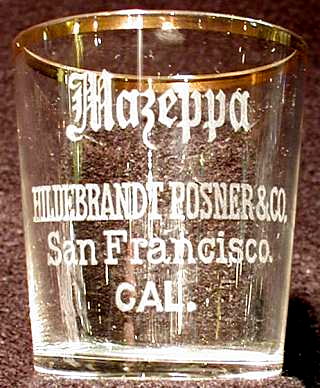 Mazeppa
HILDEBRANDT POSNER & CO,
San Francisco.
CAL.